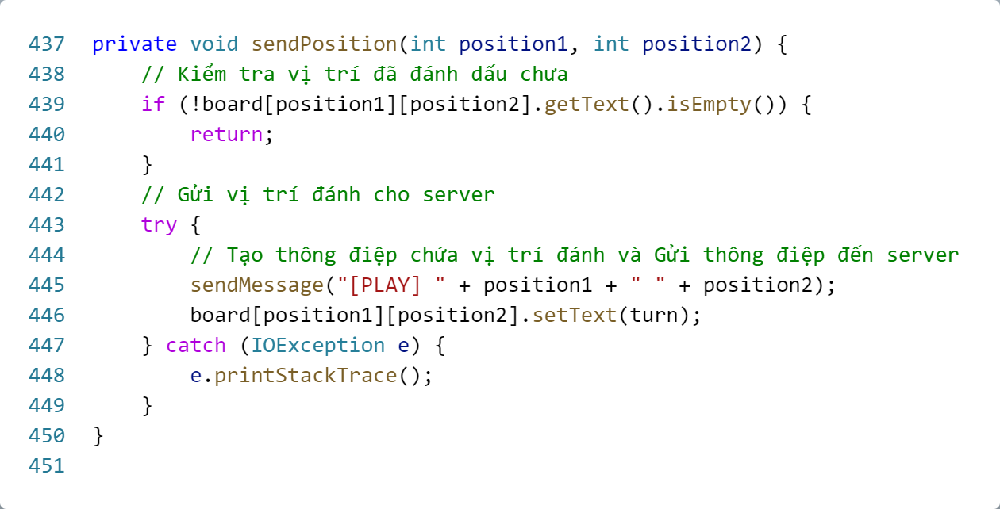 437 private void sendPosition(int position1, int position2) {
438     // Kiểm tra vị trí đã đánh dấu chưa
439     if (!board[position1][position2].getText().isEmpty()) {
440         return;
441     }
442     // Gửi vị trí đánh cho server
443     try {
444         // Tạo thông điệp chứa vị trí đánh và Gửi thông điệp đến server
445         sendMessage("[PLAY] " + position1 + " " + position2);
446         board[position1][position2].setText(turn);
447     } catch (IOException e) {
448         e.printStackTrace();
449     }
450 }
451